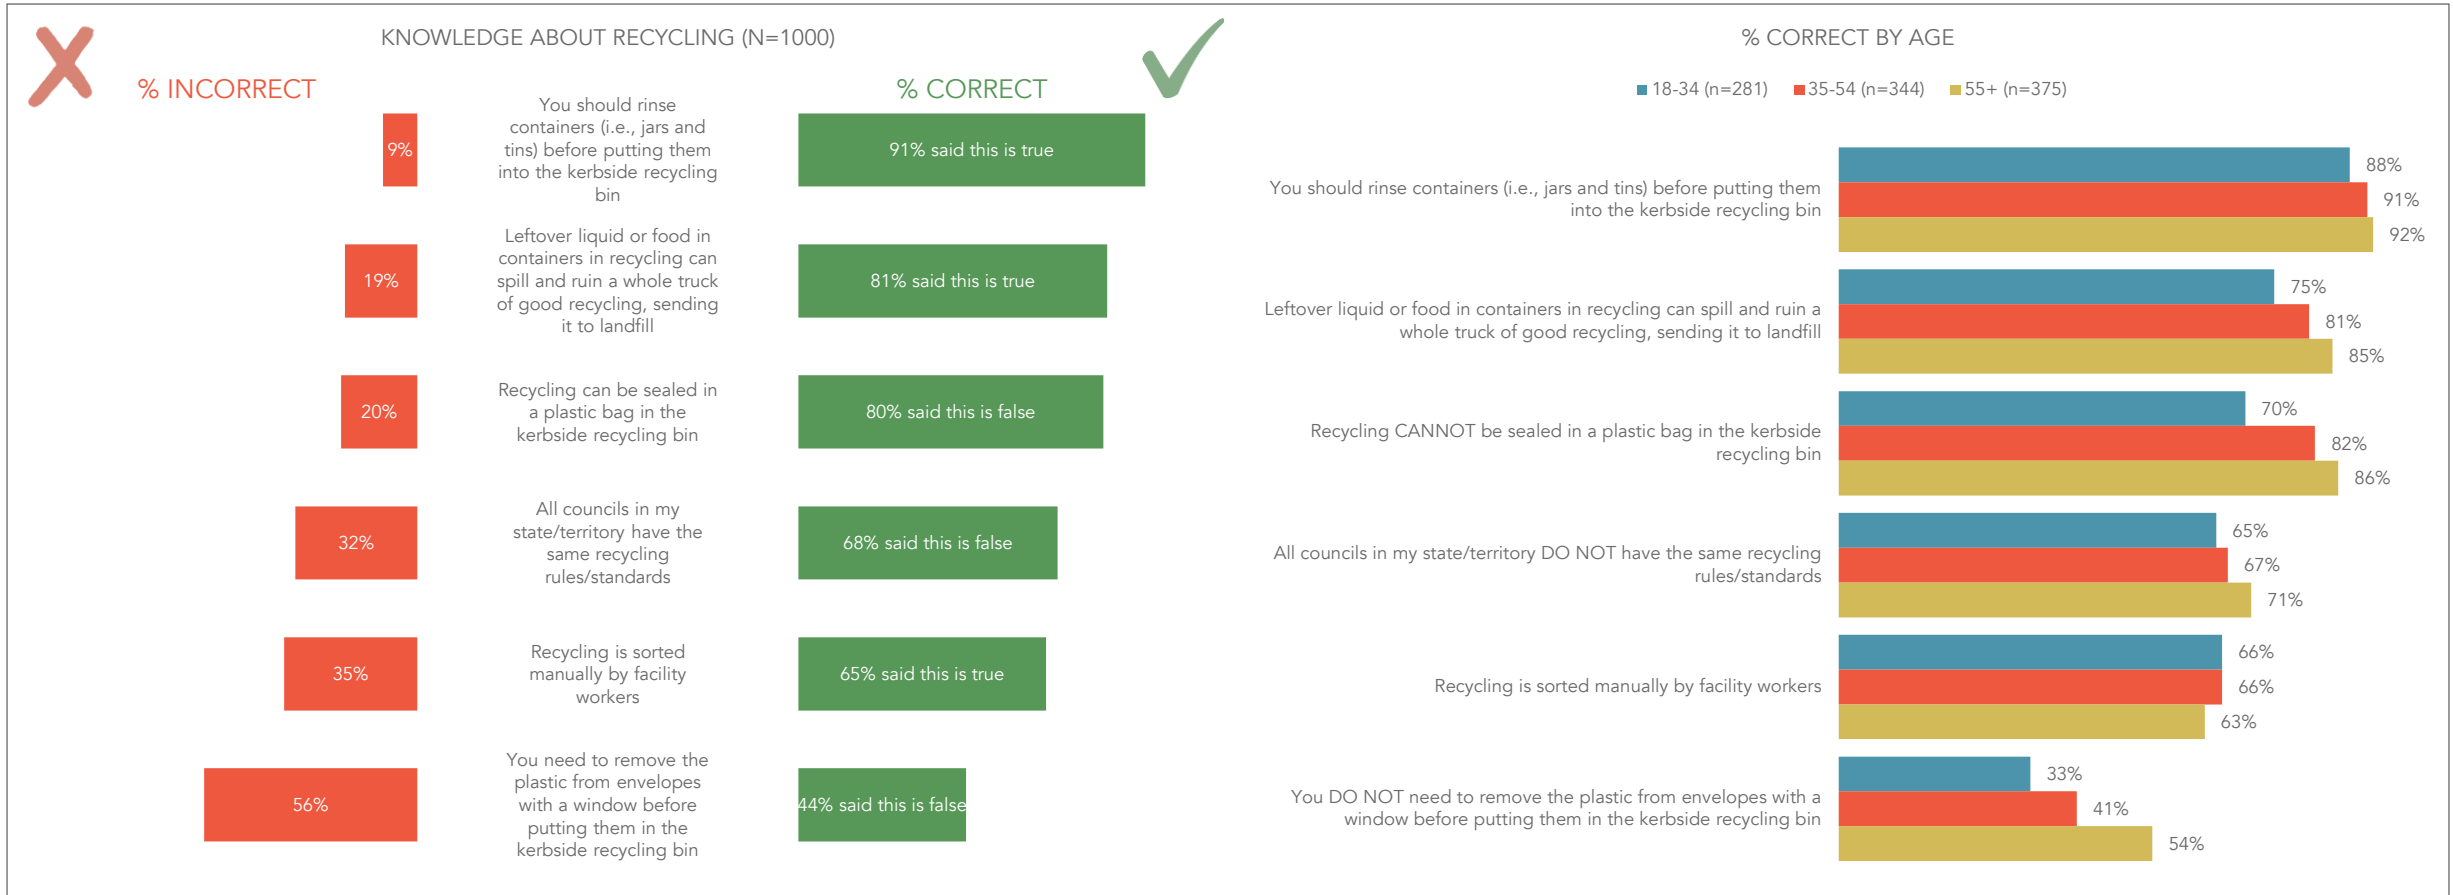 KNOWLEDGE ABOUT RECYCLING (N=1000)
% INCORRECT
% CORRECT
9%
You should rinse
containers (i.e., jars and
tins) before putting them
into the kerbside recycling
bin
91% said this is true
19%
Leftover liquid or food in
containers in recycling can
spill and ruin a whole truck
of good recycling, sending
it to landfill
81% said this is true
20%
Recycling can be sealed in
a plastic bag in the
kerbside recycling bin
80% said this is false
32%
All councils in my
state/territory have the
same recycling
rules/standards
68% said this is false
35%
Recycling is sorted
manually by facility
workers
65% said this is true
56%
You need to remove the
plastic from envelopes
with a window before
putting them in the
kerbside recycling bin
44% said this is false
% CORRECT BY AGE
18-34 (n=281) 35-54 (n=344) 55+ (n=375)
You should rinse containers (i.e., jars and tins) before putting them
into the kerbside recycling bin
88%
91%
92%
Leftover liquid or food in containers in recycling can spill and ruin a
whole truck of good recycling, sending it to landfill
75%
81%
85%
Recycling CANNOT be sealed in a plastic bag in the kerbside
recycling bin
70%
82%
86%
All councils in my state/territory DO NOT have the same recycling
rules/standards
65%
67%
71%
Recycling is sorted manually by facility workers
66%
66%
63%
You DO NOT need to remove the plastic from envelopes with a
window before putting them in the kerbside recycling bin
33%
41%
54%